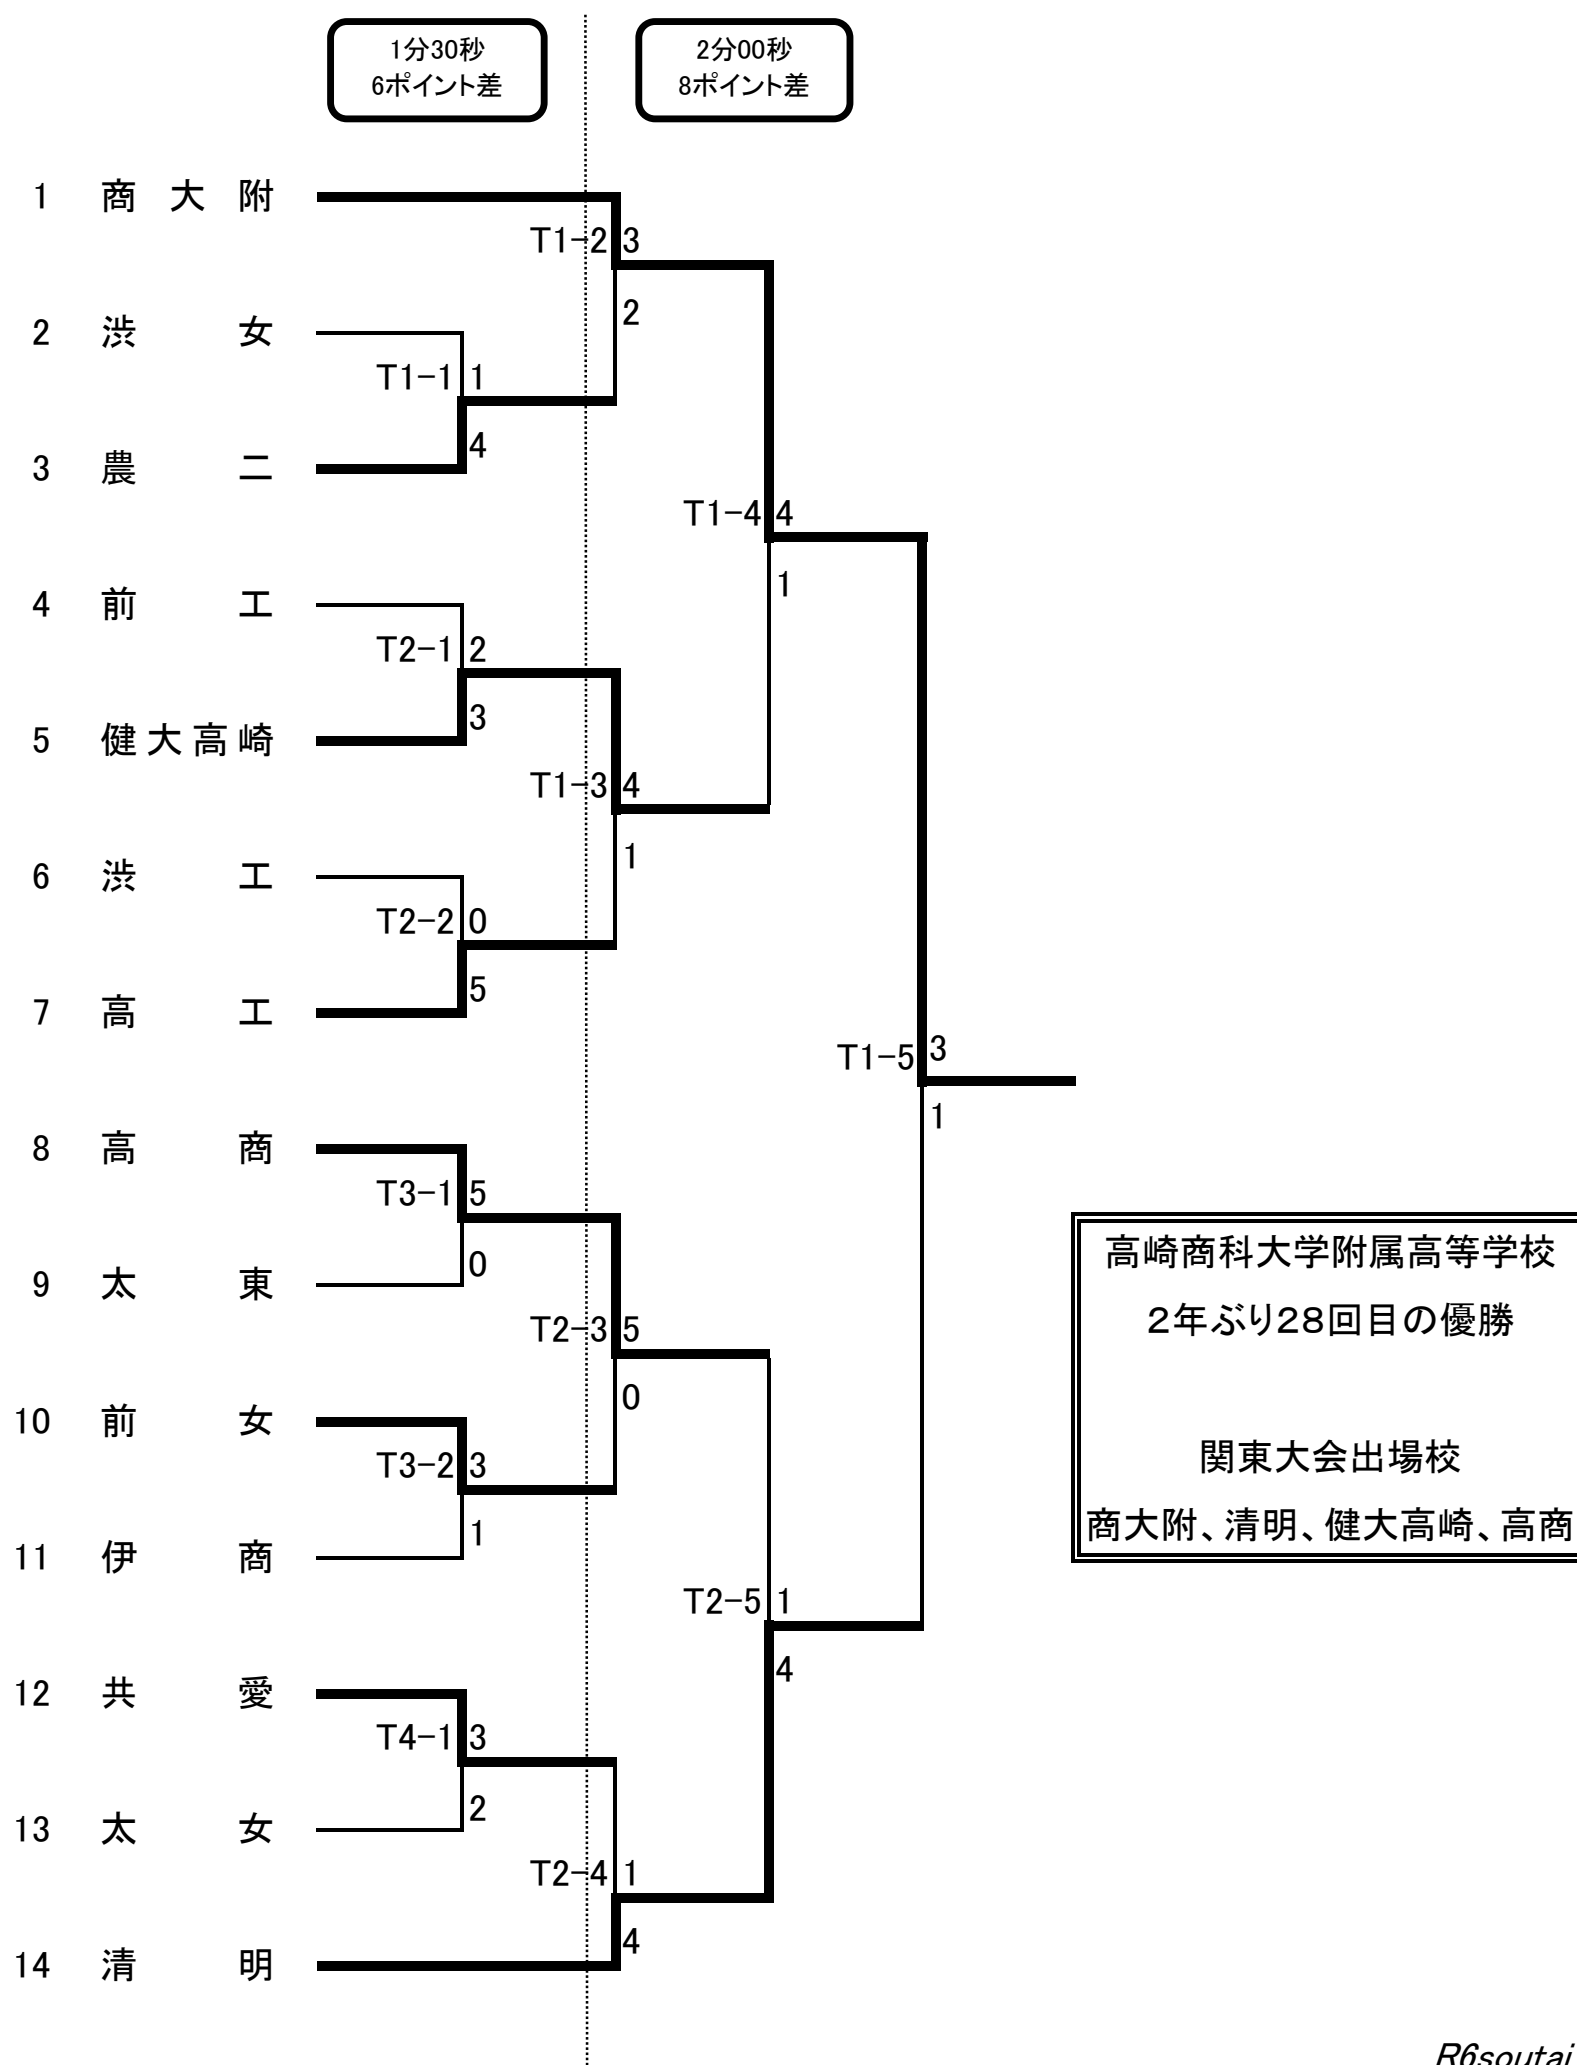 1分30秒
6ポイント差
2分00秒
8ポイント差
1 商大附
T1-2 3
2
2 渋女
T1-1 1
4
3 農二
T1-4 4
1
4 前工
T2-1 2
3
5 健大高崎
T1-3 4
1
6 渋工
T2-2 0
5
7 高工
T1-5 3
1
8 高商
T3-1 5
0
9 太東
T2-3 5
0
10 前女
T3-2 3
1
11 伊商
T2-5 1
4
12 共愛
T4-1 3
2
13 太女
T2-4 1
4
14 清明
高崎商科大学附属高等学校
2年ぶり28回目の優勝
関東大会出場校
商大附、清明、健大高崎、高商
R6soutai